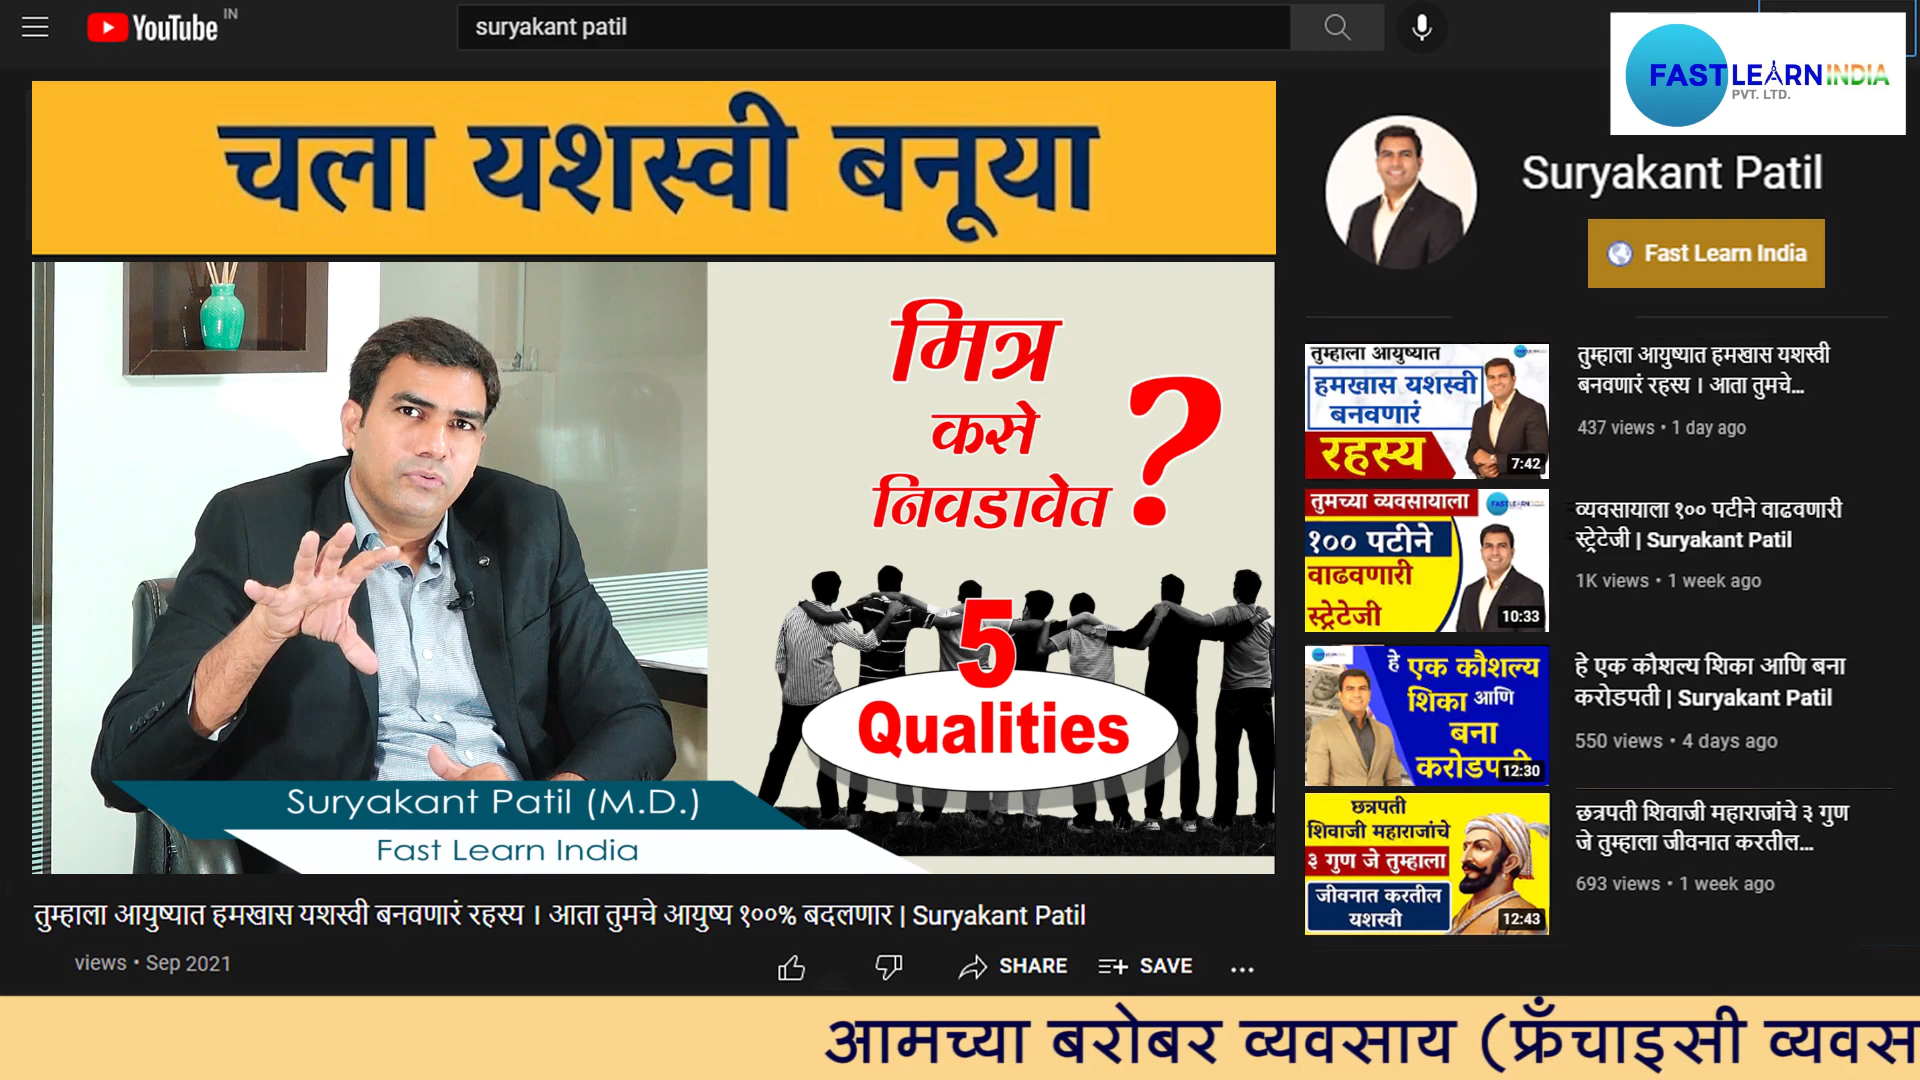 YouTube IN
suryakant patil
FAST LEARN INDIA
PVT. LTD.
चला यशस्वी बनूया
Suryakant Patil
Fast Learn India
मित्र
कसे
निवडावेत ?
5
Qualities
Suryakant Patil (M.D.)
Fast Learn India
तुम्हाला आयुष्यात हमखास यशस्वी बनवणारं रहस्य । आता तुमचे आयुष्य १००% बदलणार | Suryakant Patil
views • Sep 2021
SHARE SAVE ...
तुम्हाला आयुष्यात
हमखास यशस्वी
बनवणारं
रहस्य
7:42
तुम्हाला आयुष्यात हमखास यशस्वी
बनवणारं रहस्य । आता तुमचे...
437 views • 1 day ago
तुमच्या व्यवसायाला
१०० पटीने
वाढवणारी
स्ट्रेटेजी
10:33
व्यवसायाला १०० पटीने वाढवणारी
स्ट्रेटेजी | Suryakant Patil
1K views • 1 week ago
हे एक कौशल्य
शिका आणि
बना
12:30
हे एक कौशल्य शिका आणि बना
करोडपती | Suryakant Patil
550 views • 4 days ago
छत्रपती
शिवाजी महाराजांचे
३ गुण जे तुम्हाला
जीवनात करतील
यशस्वी
12:43
छत्रपती शिवाजी महाराजांचे ३ गुण
जे तुम्हाला जीवनात करतील...
693 views • 1 week ago
आमच्या बरोबर व्यवसाय (फ्रँचाइसी व्यवस